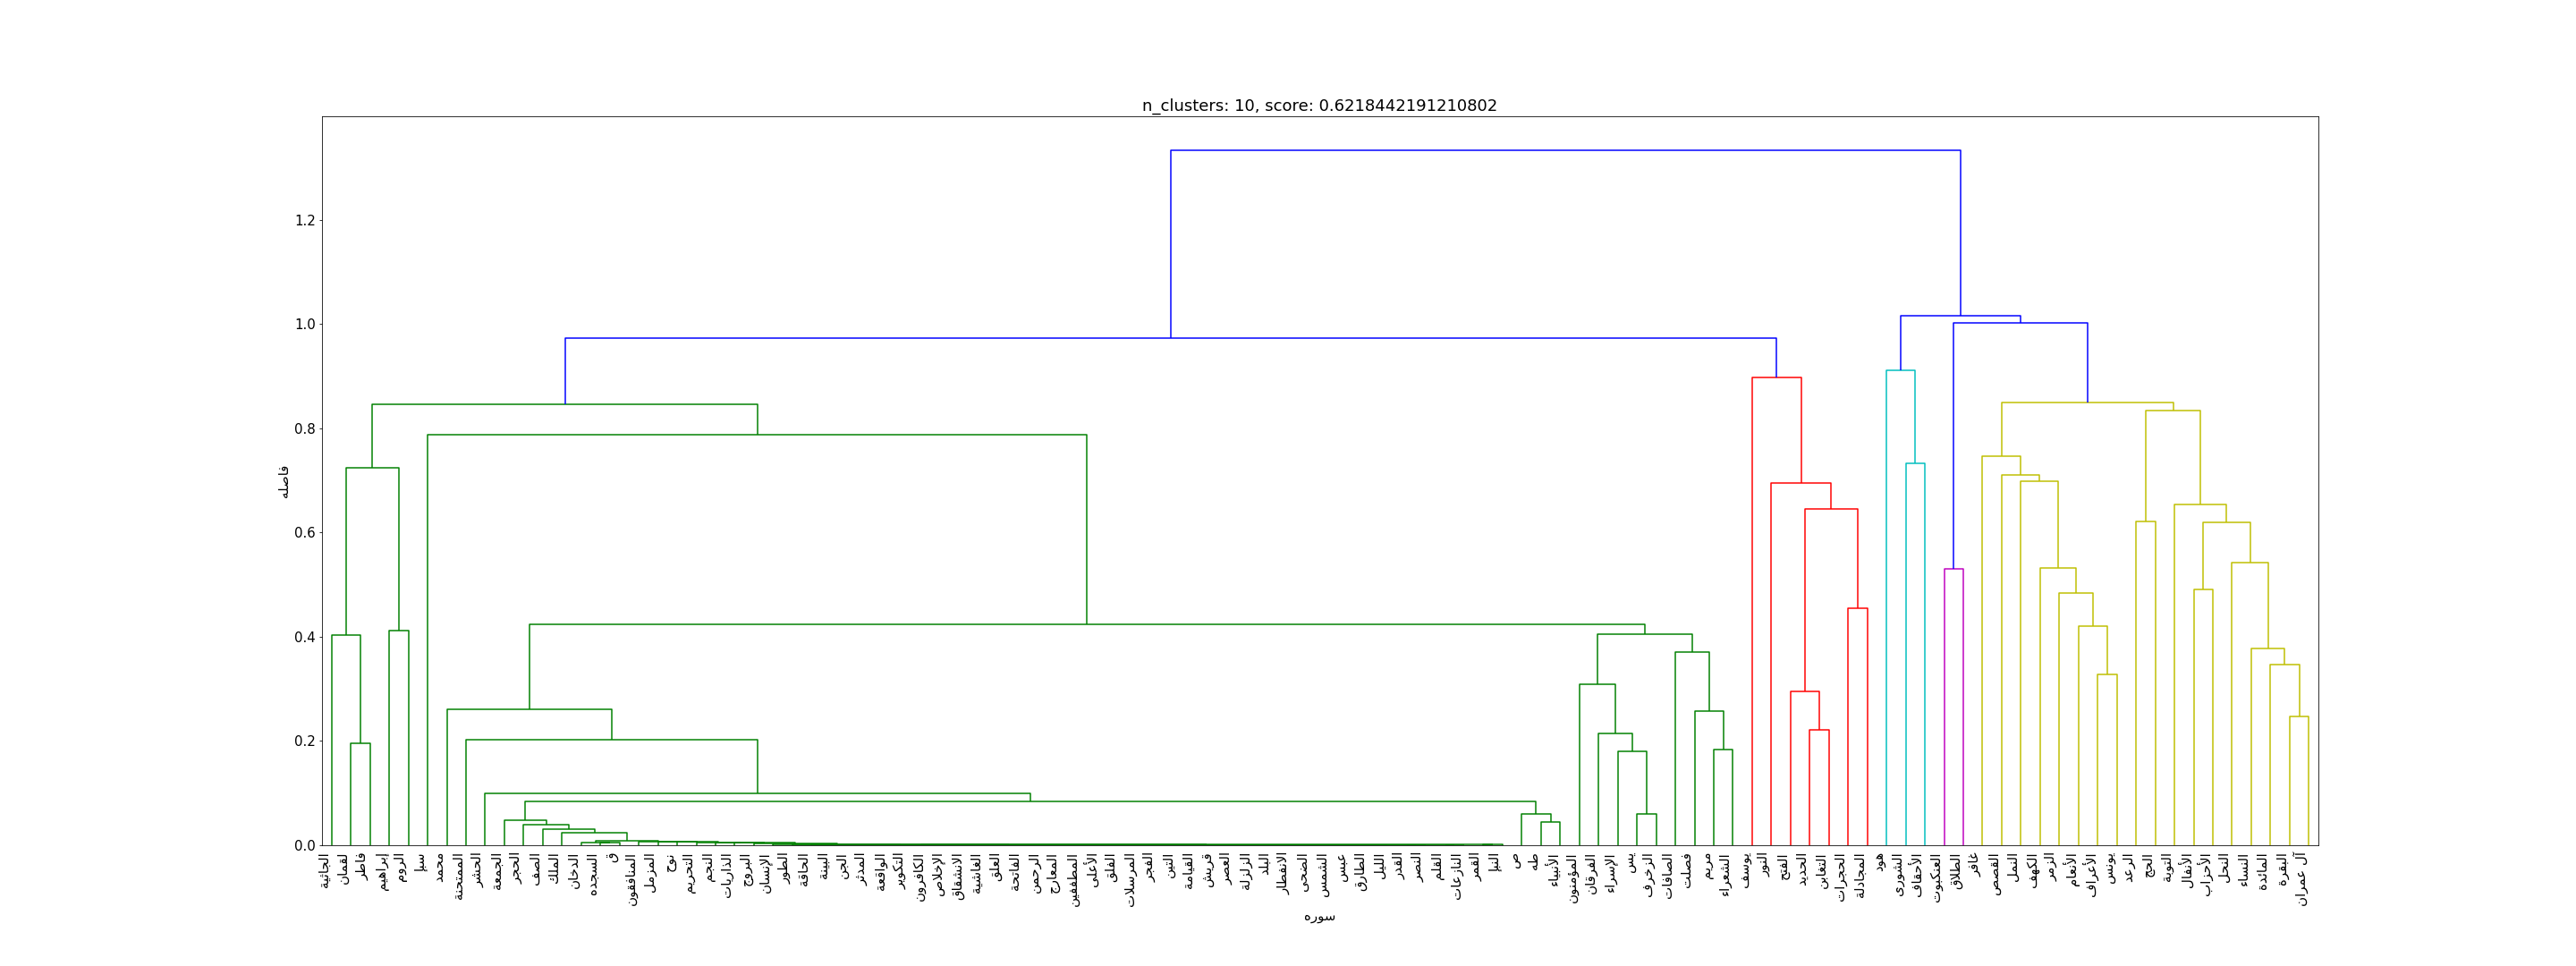 n_clusters: 10, score: 0.6218442191210802
1.2
1.0
0.8
0.6
0.4
0.2
0.0
فاصله
الجاثية
لقمان
فاطر
إبراهيم
الروم
سبإ
محمد
الممتحنة
الحشر
الجمعة
الحجر
الصف
الملك
الدخان
السجده
ق
المنافقون
المزمل
نوح
التحريم
النجم
الذاريات
البروج
الإنسان
الطور
الحاقة
البينة
الجن
المدثر
الواقعة
التكوير
الكافرون
الإخلاص
الانشقاق
الغاشية
العلق
الفاتحة
الرحمن
المعارج
المطففين
الأعلى
الفلق
المرسلات
الفجر
التين
القيامة
قريش
العصر
الزلزلة
البلد
الانفطار
الضحى
الشمس
عبس
الطارق
الليل
القدر
النصر
القلم
النازعات
القمر
النبإ
ص
طه
الأنبياء
المؤمنون
الفرقان
الإسراء
يس
الزخرف
الصافات
فصلت
مريم
الشعراء
يوسف
النور
الفتح
الحديد
التغابن
الحجرات
المجادلة
هود
الشورى
الأحقاف
العنكبوت
الطلاق
غافر
القصص
النمل
الكهف
الزمر
الأنعام
الأعراف
يونس
الرعد
الحج
التوبة
الأنفال
الأحزاب
النحل
النساء
المائدة
البقرة
آل عمران
سوره